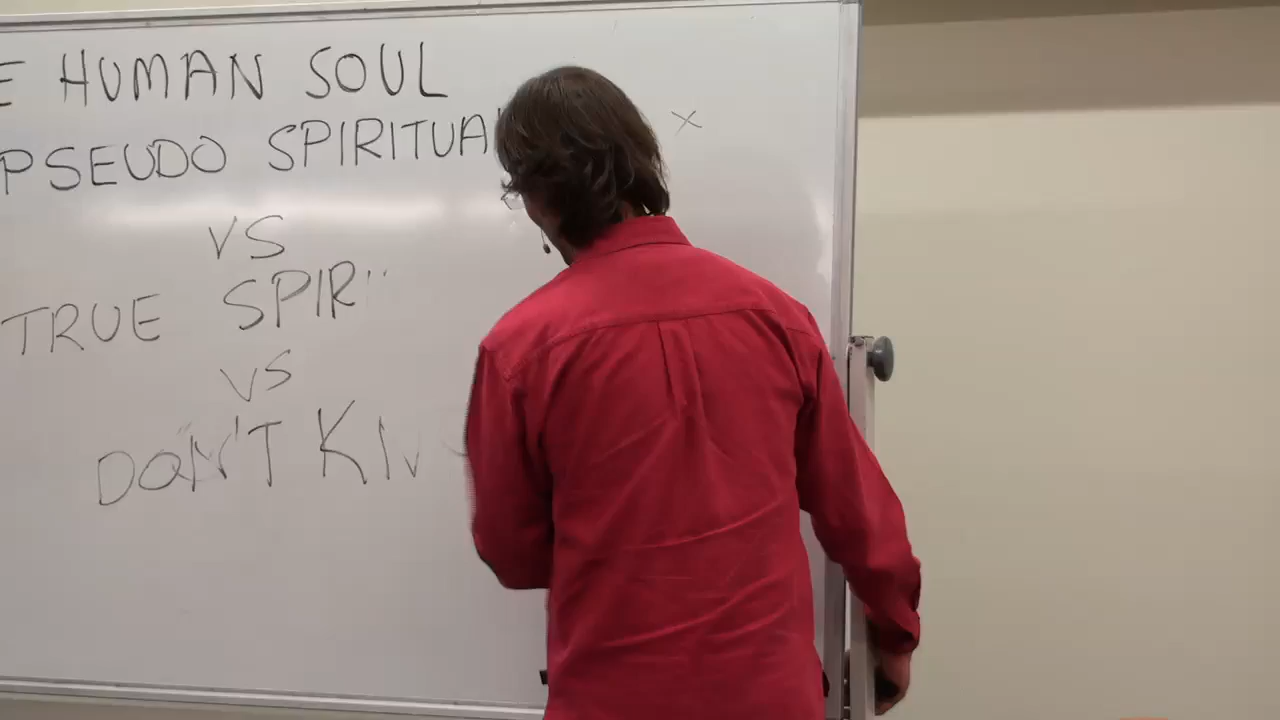 E HUMAN SOUL
PSEUDO SPIRITUA x
VS
TRUE SPIR
VS
DON'T KN